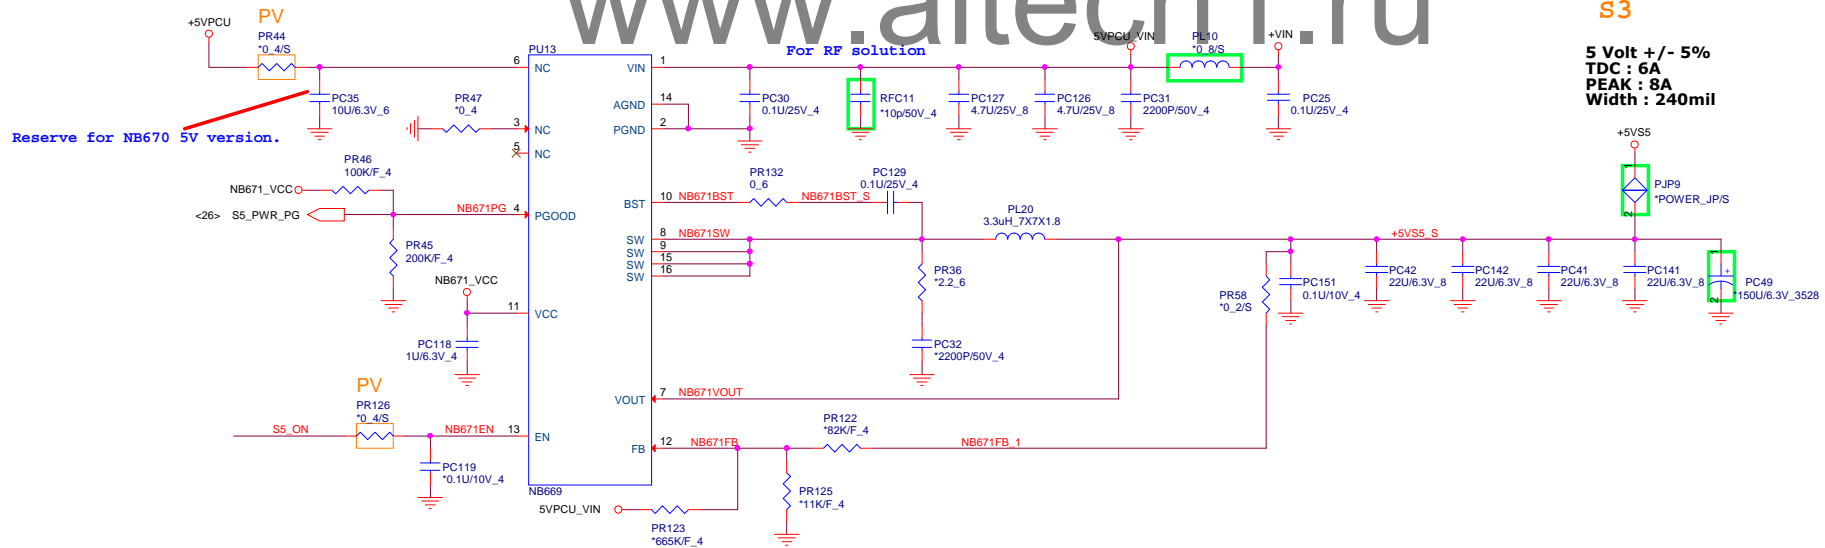 www.aitech1.ru
S3
5 Volt +/- 5%
TDC : 6A
PEAK : 8A
Width : 240mil
+5VPCU
PV
PR44
*0_4/S
PC35
10U/6.3V_6
Reserve for NB670 5V version.
PR47
*0_4
PR46
100K/F_4
NB671_VCC
<26> S5_PWR_PG
NB671PG
PR45
200K/F_4
NB671_VCC
PC118
1U/6.3V_4
PV
PR126
*0_4/S
S5_ON
NB671EN
PC119
*0.1U/10V_4
PU13
6 NC
3 NC
5 NC
4 PGOOD
11 VCC
13 EN
VIN 1
AGND 14
PGND 2
BST 10
SW 8
SW 9
SW 15
SW 16
VOUT 7
FB 12
NB669
For RF solution
5VPCU_VIN
PL10
*0_8/S
+VIN
PC30
0.1U/25V_4
RFC11
*10p/50V_4
PC127
4.7U/25V_8
PC126
4.7U/25V_8
PC31
2200P/50V_4
PC25
0.1U/25V_4
NB671BST
PR132
0_6
NB671BST_S
PC129
0.1U/25V_4
NB671SW
PL20
3.3uH_7X7X1.8
PR36
*2.2_6
PC32
*2200P/50V_4
NB671VOUT
NB671FB
PR122
*82K/F_4
NB671FB_1
PR125
*11K/F_4
5VPCU_VIN
PR123
*665K/F_4
PR58
*0_2/S
PC151
0.1U/10V_4
+5VS5_S
PC42
22U/6.3V_8
PC142
22U/6.3V_8
PC41
22U/6.3V_8
PC141
22U/6.3V_8
+5VS5
1
PJP9
*POWER_JP/S
2
1
+
PC49
*150U/6.3V_3528
2